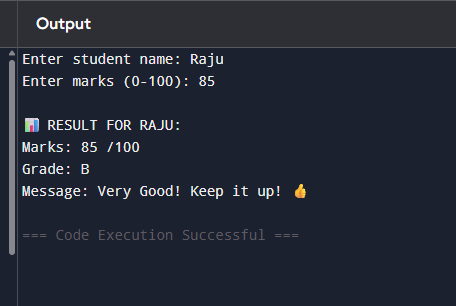 Output
Enter student name: Raju
Enter marks (0-100): 85
📊 RESULT FOR RAJU:
Marks: 85 /100
Grade: B
Message: Very Good! Keep it up! 👍
=== Code Execution Successful ===